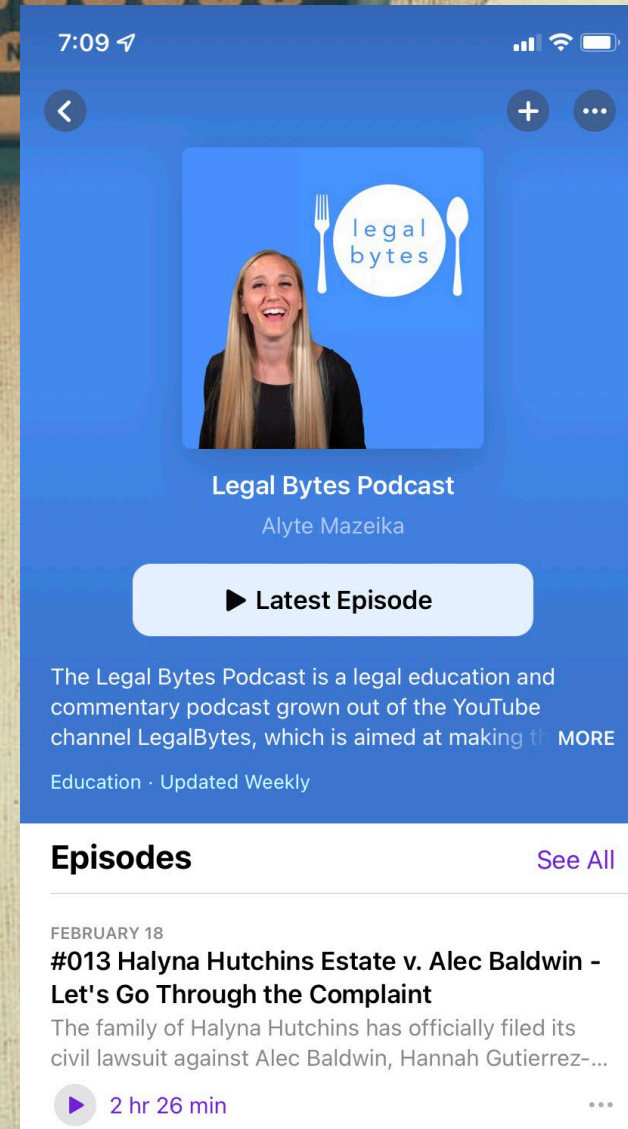 7:09
legal
bytes
Legal Bytes Podcast
Alyte Mazeika
Latest Episode
The Legal Bytes Podcast is a legal education and
commentary podcast grown out of the YouTube
channel LegalBytes, which is aimed at making MORE
Education · Updated Weekly
Episodes See All
FEBRUARY 18
#013 Halyna Hutchins Estate v. Alec Baldwin -
Let's Go Through the Complaint
The family of Halyna Hutchins has officially filed its
civil lawsuit against Alec Baldwin, Hannah Gutierrez-...
2 hr 26 min